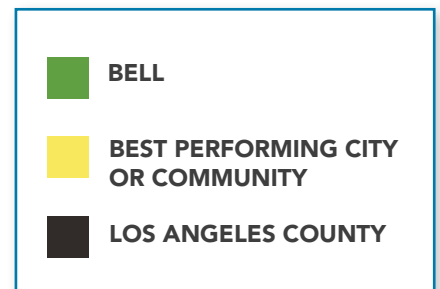 BELL
BEST PERFORMING CITY
OR COMMUNITY
LOS ANGELES COUNTY